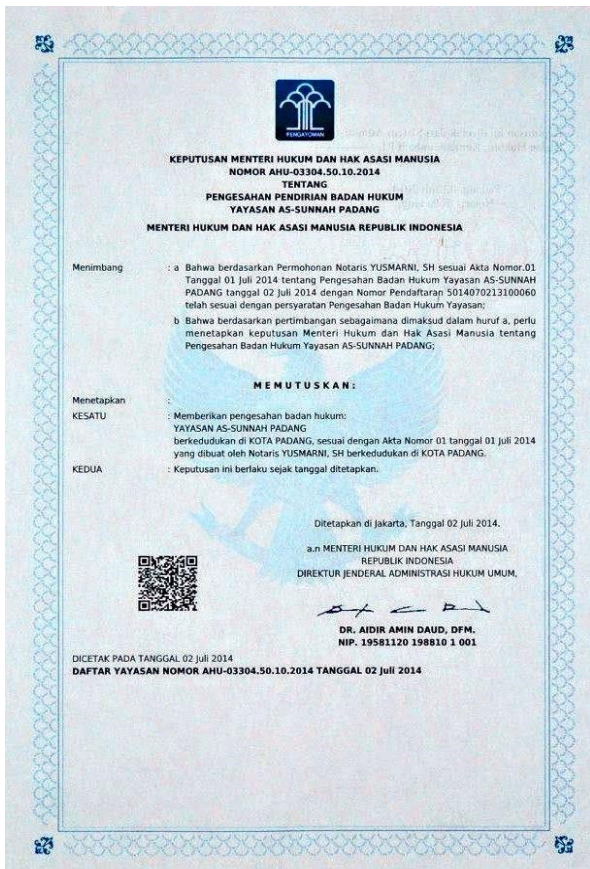 PENGAYOMAN
KEPUTUSAN MENTERI HUKUM DAN HAK ASASI MANUSIA
NOMOR AHU-03304.50.10.2014
TENTANG
PENGESAHAN PENDIRIAN BADAN HUKUM
YAYASAN AS-SUNNAH PADANG
MENTERI HUKUM DAN HAK ASASI MANUSIA REPUBLIK INDONESIA
Menimbang : a Bahwa berdasarkan Permohonan Notaris YUSMARNI, SH sesuai Akta Nomor.01
Tanggal 01 Juli 2014 tentang Pengesahan Badan Hukum Yayasan AS-SUNNAH
PADANG tanggal 02 Juli 2014 dengan Nomor Pendaftaran 5014070213100060
telah sesuai dengan persyaratan Pengesahan Badan Hukum Yayasan;
b Bahwa berdasarkan pertimbangan sebagaimana dimaksud dalam huruf a, perlu
menetapkan keputusan Menteri Hukum dan Hak Asasi Manusia tentang
Pengesahan Badan Hukum Yayasan AS-SUNNAH PADANG;
MEMUTUSKAN:
Menetapkan :
KESATU : Memberikan pengesahan badan hukum:
YAYASAN AS-SUNNAH PADANG
berkedudukan di KOTA PADANG, sesuai dengan Akta Nomor 01 tanggal 01 Juli 2014
yang dibuat oleh Notaris YUSMARNI, SH berkedudukan di KOTA PADANG.
KEDUA : Keputusan ini berlaku sejak tanggal ditetapkan.
Ditetapkan di Jakarta, Tanggal 02 Juli 2014.
a.n MENTERI HUKUM DAN HAK ASASI MANUSIA
REPUBLIK INDONESIA
DIREKTUR JENDERAL ADMINISTRASI HUKUM UMUM,
DR. AIDIR AMIN DAUD, DFM.
NIP. 19581120 198810 1 001
DICETAK PADA TANGGAL 02 Juli 2014
DAFTAR YAYASAN NOMOR AHU-03304.50.10.2014 TANGGAL 02 Juli 2014